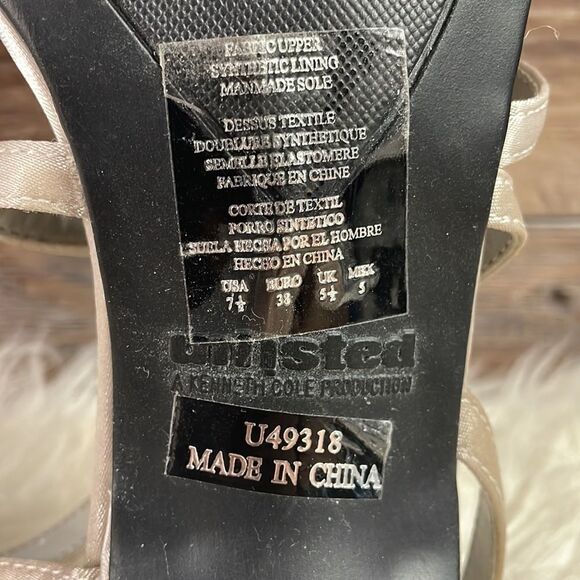 FABRIC UPPER
SYNTHETIC LINING
MANMADE SOLE
DESSUS TEXTILE
DOUBLURE SYNTHETIQUE
SEMELLE ELASTOMERE
FABRIQUE EN CHINE
CORTE DE TEXTIL
PORRO SINTETICO
SUELA HECHA POR EL HOMBRE
HECHO EN CHINA
USA EURO UK MEX
7½ 38 5½ 5
Unlisted
A KENNETH COLE PRODUCTION
U49318
MADE IN CHINA